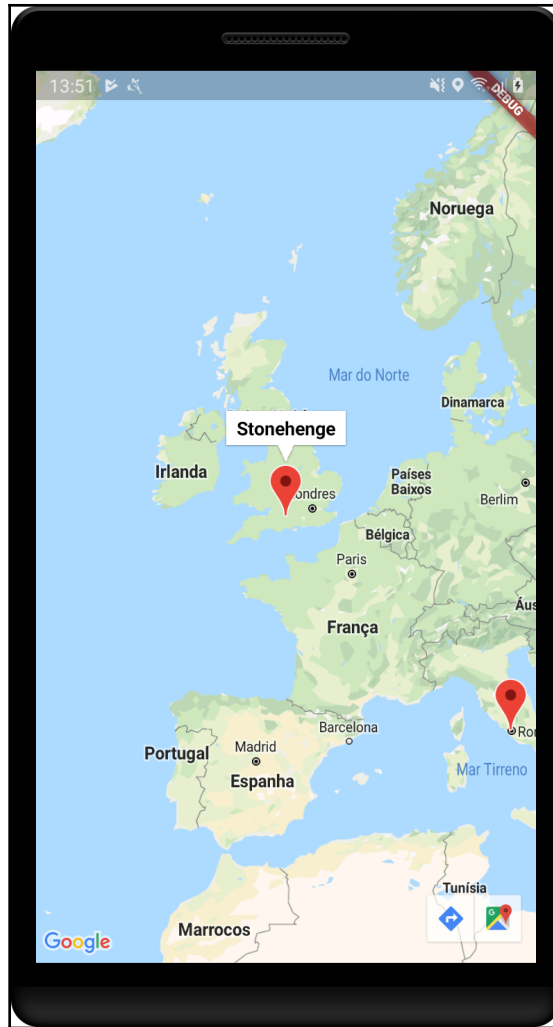 13:51
DEBUG
Noruega
Mar do Norte
Dinamarca
Stonehenge
Irlanda
Países
Baixos
Berlim
Bélgica
Paris
França
Barcelona
Portugal
Madrid
Espanha
Mar Tirreno
Tunísia
Marrocos
Google